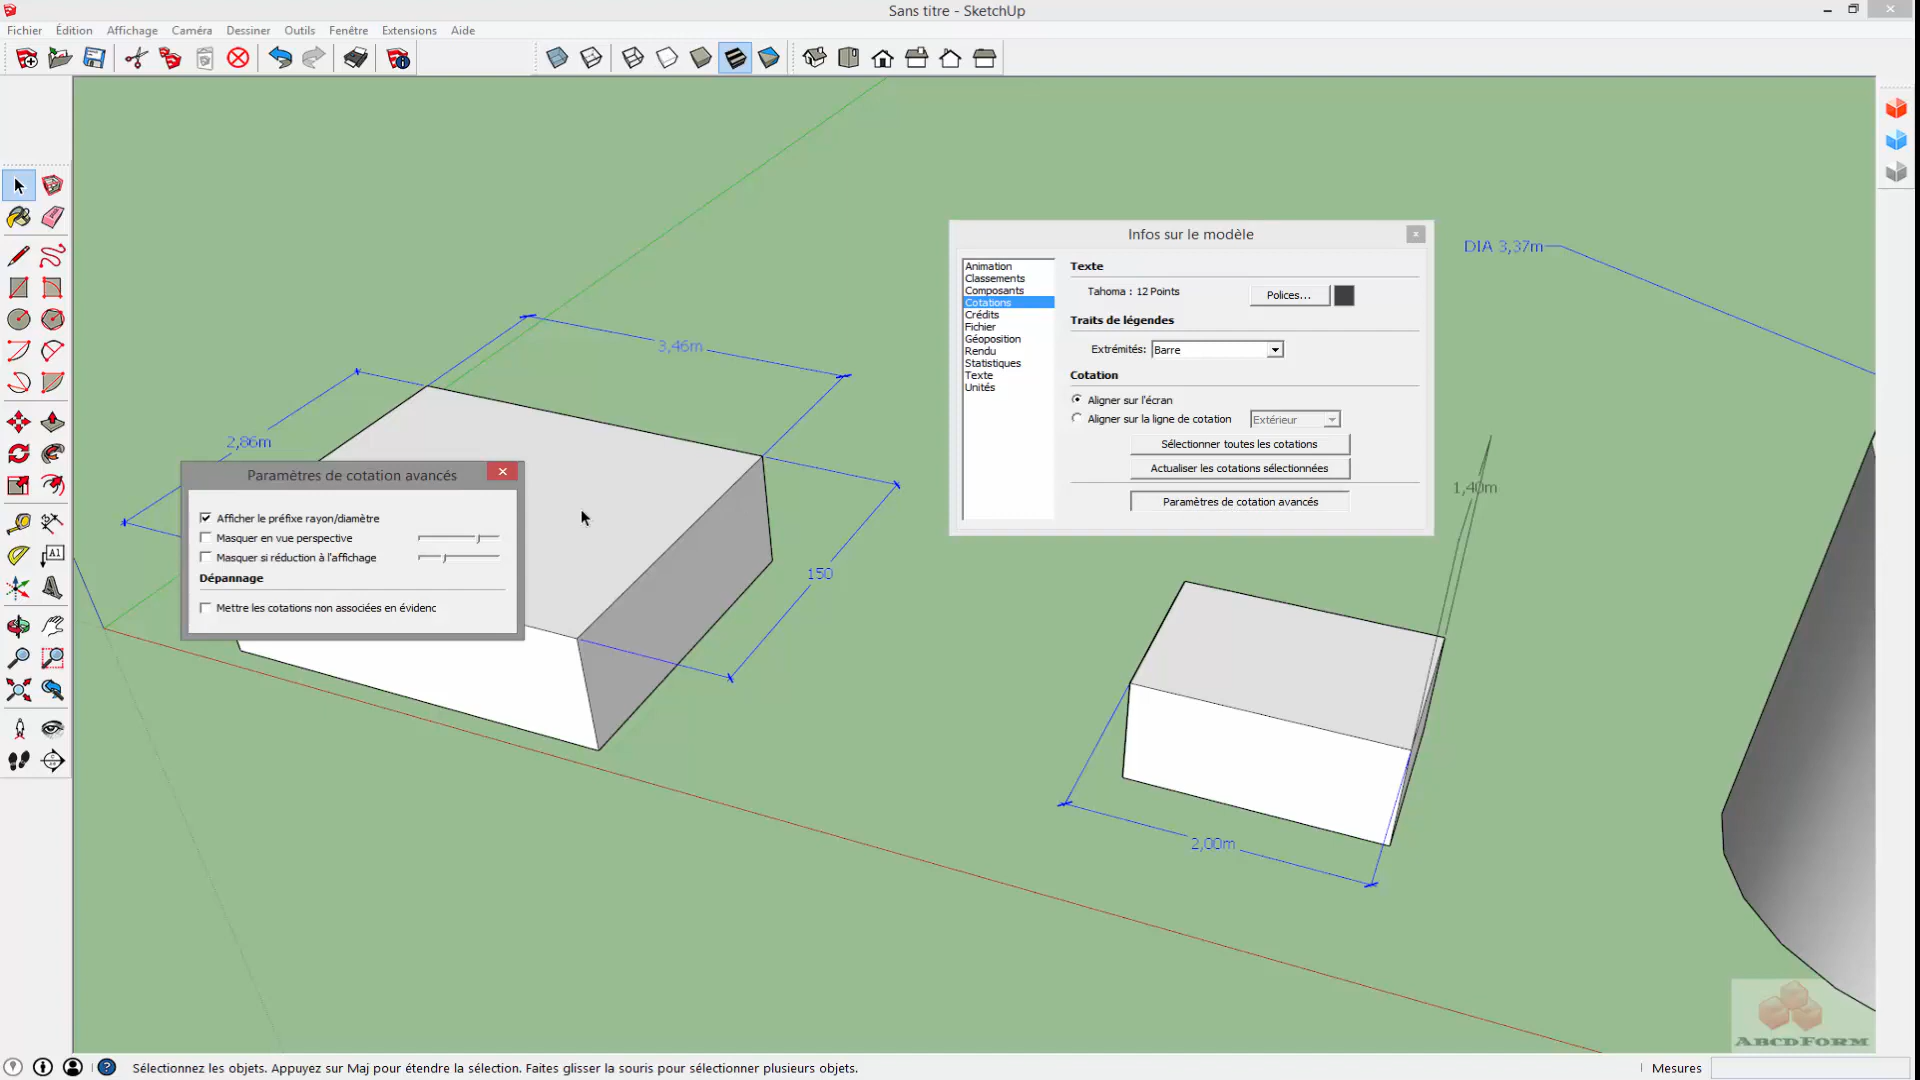 Sans titre - SketchUp
Fichier Édition Affichage Caméra Dessiner Outils Fenêtre Extensions Aide
DIA 3,37m
3,46m
2,86m
150
1,40m
2,00m
Infos sur le modèle
Animation
Classements
Composants
Cotations
Crédits
Fichier
Géoposition
Rendu
Statistiques
Texte
Unités
Texte
Tahoma : 12 Points
Polices...
Traits de légendes
Extrémités: Barre
Cotation
Aligner sur l'écran
Aligner sur la ligne de cotation Extérieur
Sélectionner toutes les cotations
Actualiser les cotations sélectionnées
Paramètres de cotation avancés
Paramètres de cotation avancés
Afficher le préfixe rayon/diamètre
Masquer en vue perspective
Masquer si réduction à l'affichage
Dépannage
Mettre les cotations non associées en évidenc
A1
ABCDFORM
Sélectionnez les objets. Appuyez sur Maj pour étendre la sélection. Faites glisser la souris pour sélectionner plusieurs objets.
Mesures